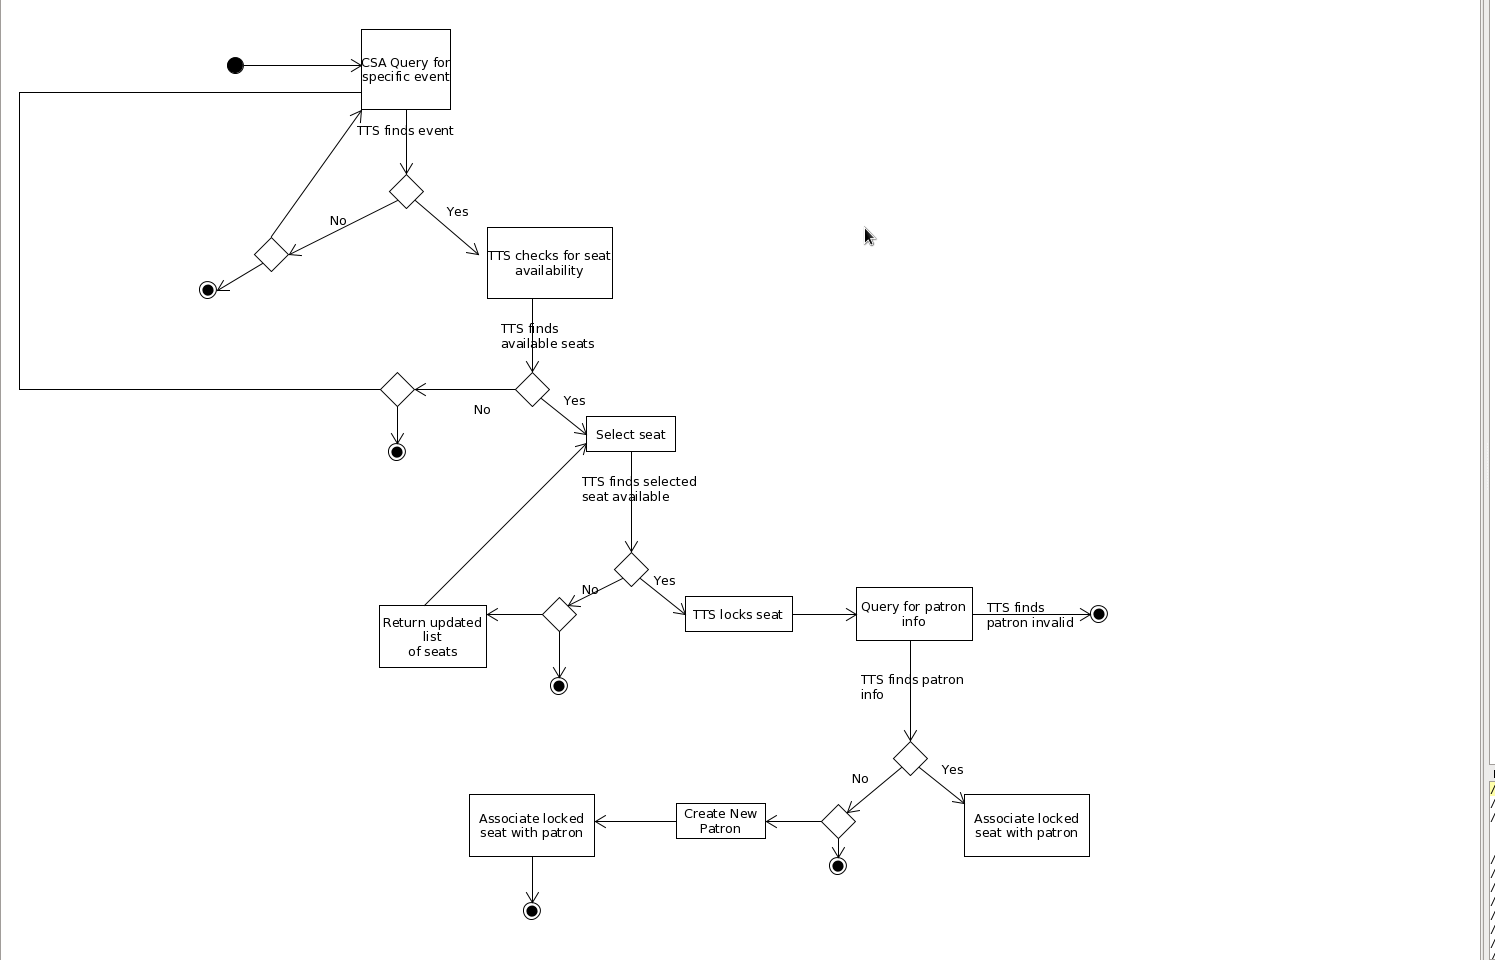 CSA Query for
specific event
TTS finds event
No
Yes
TTS checks for seat
availability
TTS finds
available seats
No
Yes
Select seat
TTS finds selected
seat available
No
Yes
Return updated
list
of seats
TTS locks seat
Query for patron
info
TTS finds
patron invalid
TTS finds patron
info
No
Yes
Associate locked
seat with patron
Create New
Patron
Associate locked
seat with patron